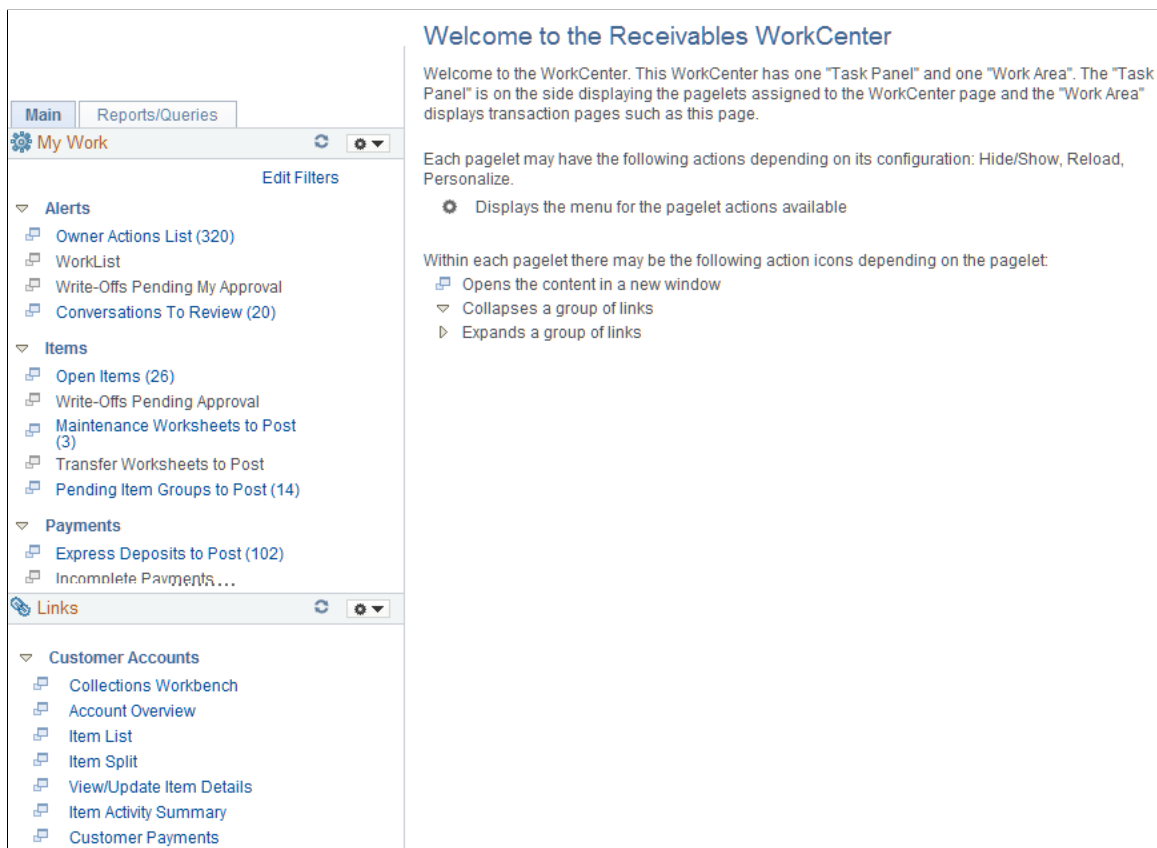 Welcome to the Receivables WorkCenter
Welcome to the WorkCenter. This WorkCenter has one "Task Panel" and one "Work Area". The "Task
Panel" is on the side displaying the pagelets assigned to the WorkCenter page and the "Work Area"
displays transaction pages such as this page.
Each pagelet may have the following actions depending on its configuration: Hide/Show, Reload,
Personalize.
Displays the menu for the pagelet actions available
Within each pagelet there may be the following action icons depending on the pagelet:
Opens the content in a new window
Collapses a group of links
Expands a group of links
Main
Reports/Queries
My Work
Edit Filters
Alerts
Owner Actions List (320)
WorkList
Write-Offs Pending My Approval
Conversations To Review (20)
Items
Open Items (26)
Write-Offs Pending Approval
Maintenance Worksheets to Post
(3)
Transfer Worksheets to Post
Pending Item Groups to Post (14)
Payments
Express Deposits to Post (102)
Incomplete Payments...
Links
Customer Accounts
Collections Workbench
Account Overview
Item List
Item Split
View/Update Item Details
Item Activity Summary
Customer Payments